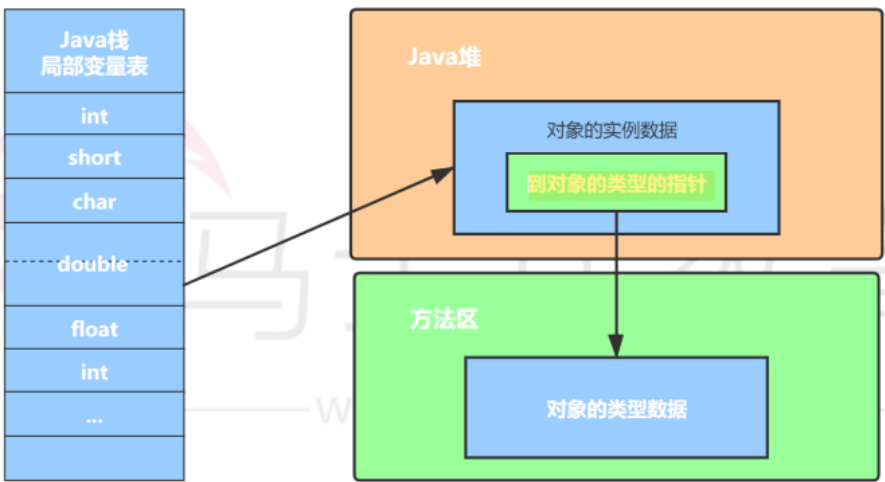 Java栈
局部变量表
int
short
char
double
float
int
...
Java堆
对象的实例数据
到对象的类型的指针
方法区
对象的类型数据